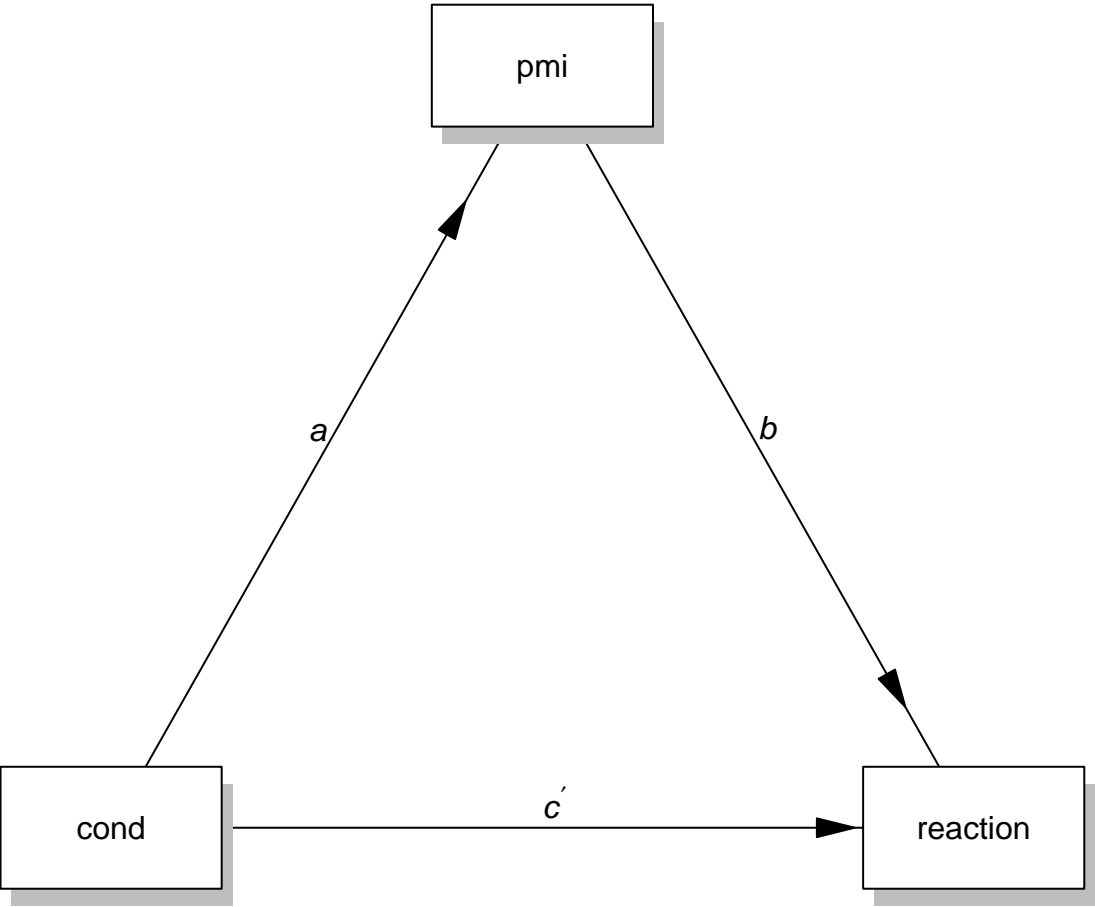 pmi
a
b
c′
cond
reaction